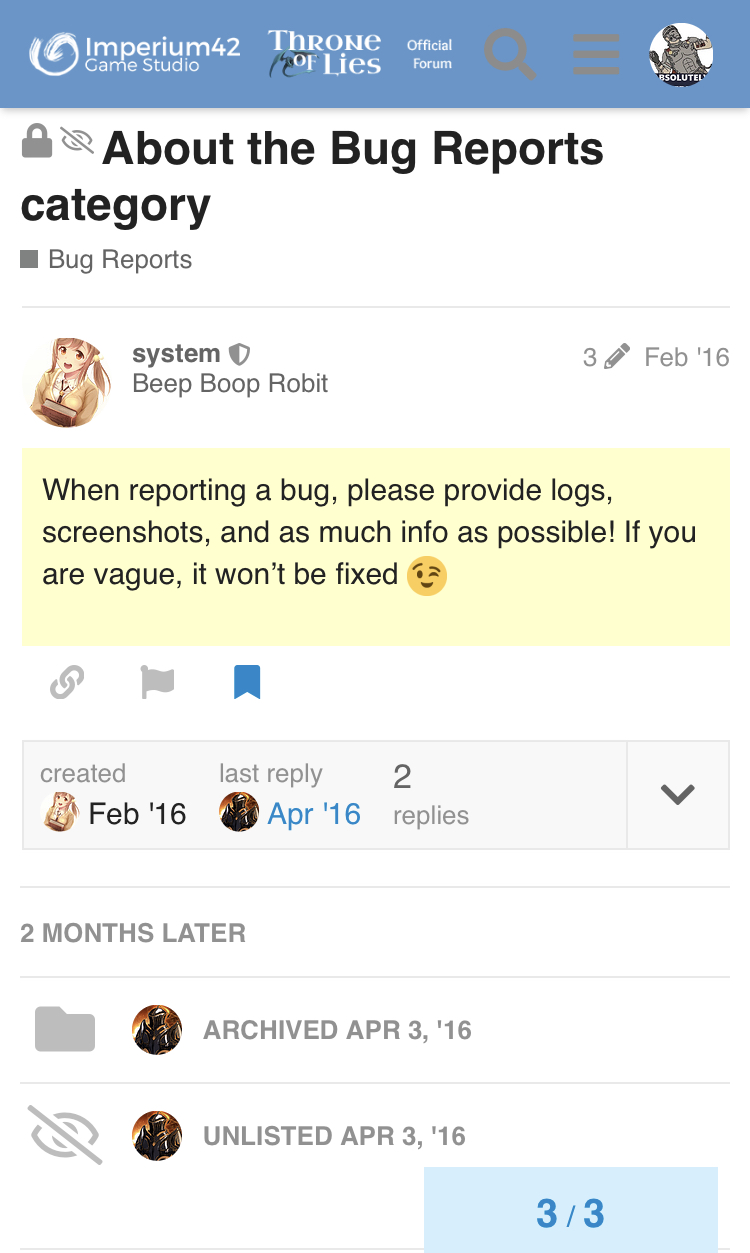 Imperium42
Game Studio
THRONE
OF LIES
Official
Forum
About the Bug Reports
category
Bug Reports
system
3 Feb '16
Beep Boop Robit
When reporting a bug, please provide logs,
screenshots, and as much info as possible! If you
are vague, it won’t be fixed 😉
created
Feb '16
last reply
Apr '16
2
replies
2 MONTHS LATER
ARCHIVED APR 3, '16
UNLISTED APR 3, '16
3 / 3